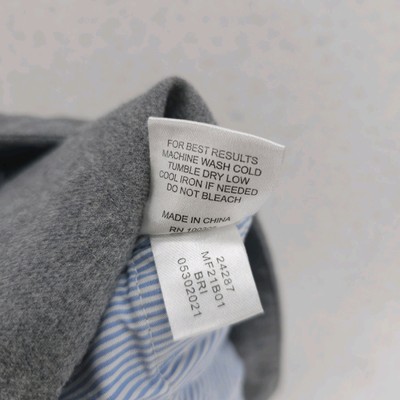 FOR BEST RESULTS
MACHINE WASH COLD
TUMBLE DRY LOW
COOL IRON IF NEEDED
DO NOT BLEACH
MADE IN CHINA
RN
24287
MF21B01
BRI
05302021